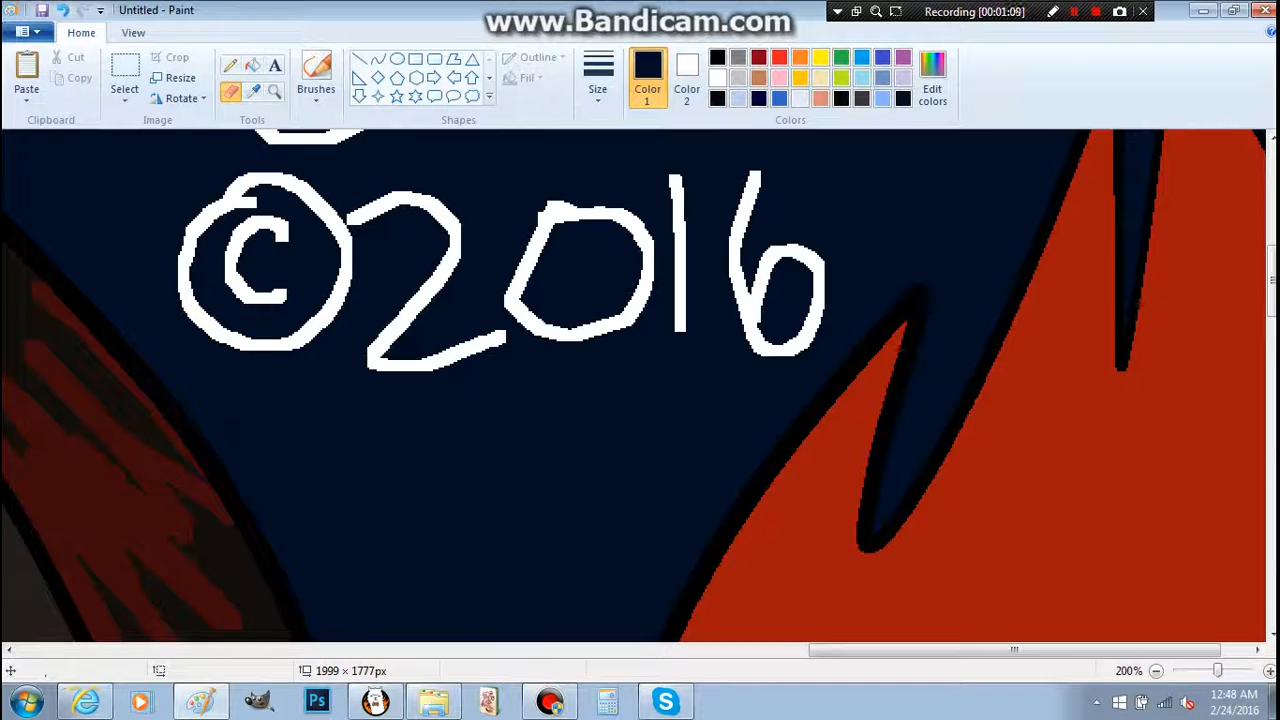 Untitled - Paint
www.Bandicam.com
Recording [00:01:09]
Home
View
Paste
Cut
Copy
Clipboard
Select
Crop
Resize
Rotate
Image
Tools
Brushes
Outline
Fill
Shapes
Size
Color 1
Color 2
Edit colors
Colors
©2016
1999 × 1777px
200%
Ps
12:48 AM
2/24/2016